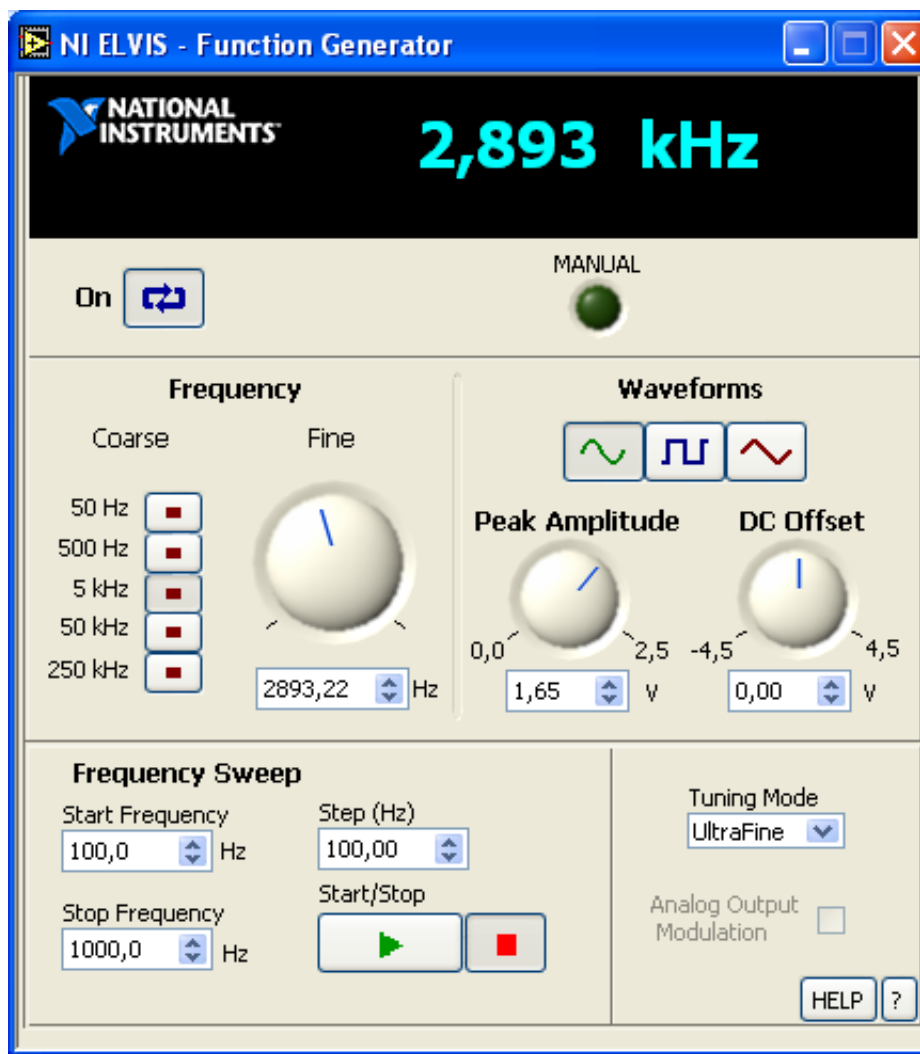 NI ELVIS - Function Generator
NATIONAL
INSTRUMENTS™
2,893 kHz
On
MANUAL
Frequency
Coarse
Fine
50 Hz
500 Hz
5 kHz
50 kHz
250 kHz
2893,22 Hz
Waveforms
Peak Amplitude
0,0 2,5
1,65 V
DC Offset
-4,5 4,5
0,00 V
Frequency Sweep
Start Frequency
100,0 Hz
Step (Hz)
100,00
Stop Frequency
1000,0 Hz
Start/Stop
Tuning Mode
UltraFine
Analog Output
Modulation
HELP ?